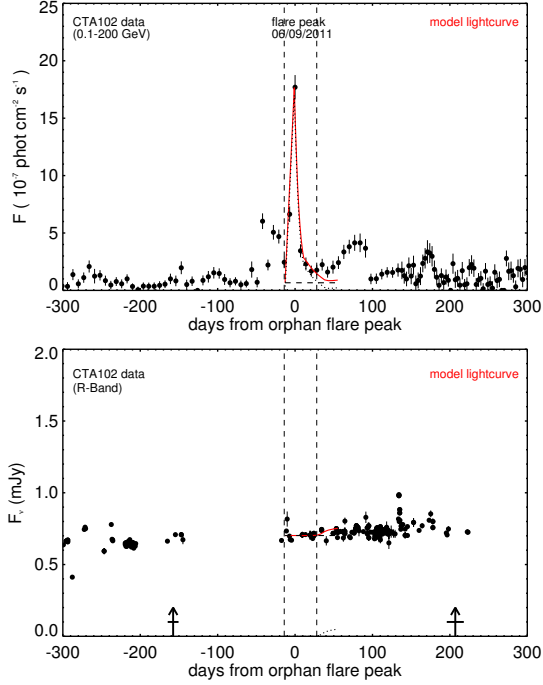 CTA102 data
(0.1-200 GeV)
flare peak
06/09/2011
model lightcurve
25
20
15
10
5
0
F ( 10⁻⁷ phot cm⁻² s⁻¹ )
-300 -200 -100 0 100 200 300
days from orphan flare peak
CTA102 data
(R-Band)
model lightcurve
2.0
1.5
1.0
0.5
0.0
Fν (mJy)
-300 -200 -100 0 100 200 300
days from orphan flare peak